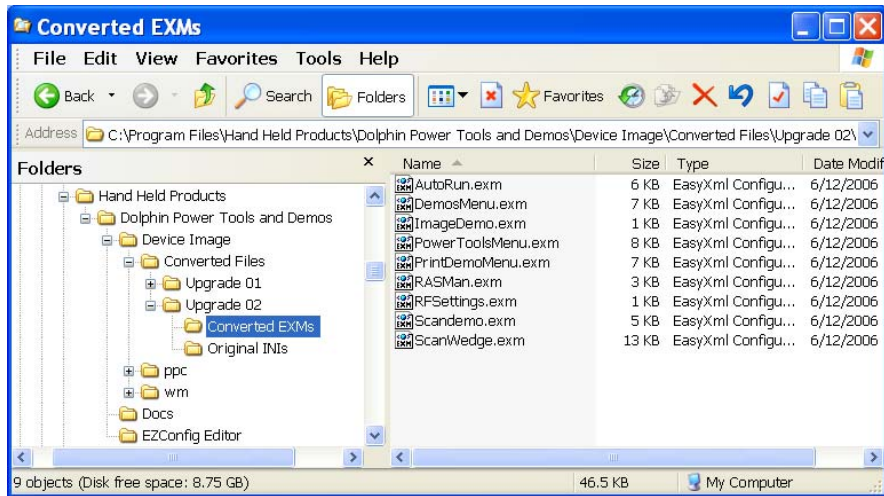 Converted EXMs
File Edit View Favorites Tools Help
Back Search Folders Favorites
Address C:\Program Files\Hand Held Products\Dolphin Power Tools and Demos\Device Image\Converted Files\Upgrade 02\
Folders × Name Size Type Date Modif
Hand Held Products
Dolphin Power Tools and Demos
Device Image
Converted Files
Upgrade 01
Upgrade 02
Converted EXMs
Original INIs
ppc
wm
Docs
EZConfig Editor
AutoRun.exm 6 KB EasyXml Configu... 6/12/2006
DemosMenu.exm 7 KB EasyXml Configu... 6/12/2006
ImageDemo.exm 1 KB EasyXml Configu... 6/12/2006
PowerToolsMenu.exm 8 KB EasyXml Configu... 6/12/2006
PrintDemoMenu.exm 7 KB EasyXml Configu... 6/12/2006
RASMan.exm 3 KB EasyXml Configu... 6/12/2006
RFSettings.exm 1 KB EasyXml Configu... 6/12/2006
Scandemo.exm 5 KB EasyXml Configu... 6/12/2006
ScanWedge.exm 13 KB EasyXml Configu... 6/12/2006
9 objects (Disk free space: 8.75 GB) 46.5 KB My Computer